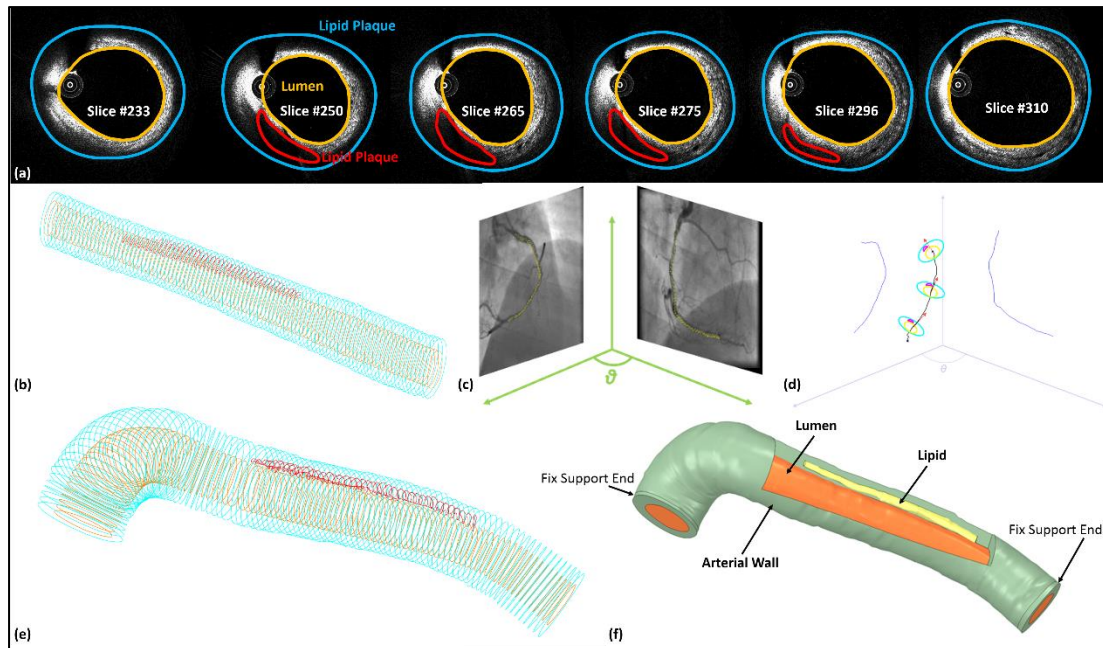 Lipid Plaque
Lumen
Slice #233
Slice #250
Slice #265
Slice #275
Slice #296
Slice #310
Lipid Plaque
(a)
(b)
(c)
ϑ
(d)
θ
(e)
Lumen
Lipid
Fix Support End
Fix Support End
Arterial Wall
(f)